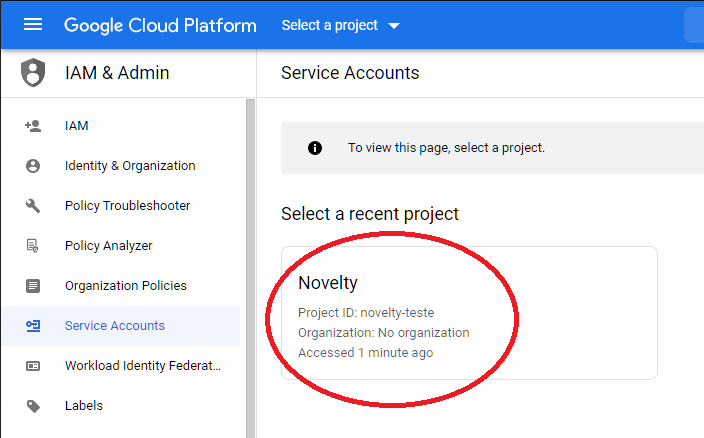 Google Cloud Platform
Select a project
IAM & Admin
Service Accounts
IAM
Identity & Organization
Policy Troubleshooter
Policy Analyzer
Organization Policies
Service Accounts
Workload Identity Federat...
Labels
To view this page, select a project.
Select a recent project
Novelty
Project ID: novelty-teste
Organization: No organization
Accessed 1 minute ago